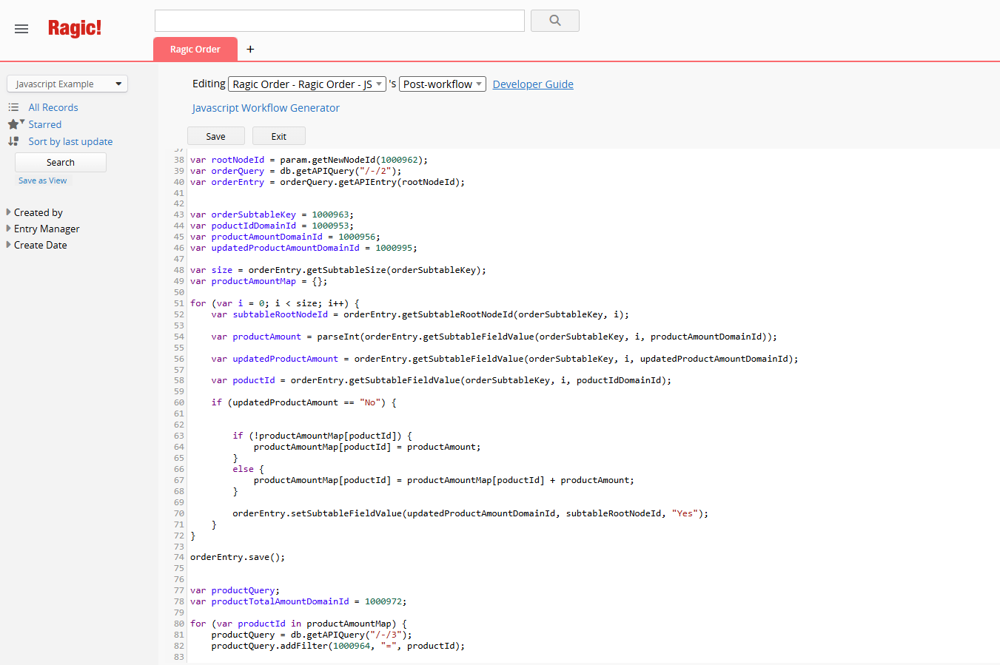 Ragic!
Ragic Order
+
Javascript Example
All Records
Starred
Sort by last update
Search
Save as View
Created by
Entry Manager
Create Date
Editing Ragic Order - Ragic Order - JS 's Post-workflow Developer Guide
Javascript Workflow Generator
Save Exit
37
38 var rootNodeId = param.getNewNodeId(1000962);
39 var orderQuery = db.getAPIQuery("/-/2");
40 var orderEntry = orderQuery.getAPIEntry(rootNodeId);
41
42
43 var orderSubtableKey = 1000963;
44 var poductIdDomainId = 1000953;
45 var productAmountDomainId = 1000956;
46 var updatedProductAmountDomainId = 1000995;
47
48 var size = orderEntry.getSubtableSize(orderSubtableKey);
49 var productAmountMap = {};
50
51 for (var i = 0; i < size; i++) {
52     var subtableRootNodeId = orderEntry.getSubtableRootNodeId(orderSubtableKey, i);
53
54     var productAmount = parseInt(orderEntry.getSubtableFieldValue(orderSubtableKey, i, productAmountDomainId));
55
56     var updatedProductAmount = orderEntry.getSubtableFieldValue(orderSubtableKey, i, updatedProductAmountDomainId);
57
58     var poductId = orderEntry.getSubtableFieldValue(orderSubtableKey, i, poductIdDomainId);
59
60     if (updatedProductAmount == "No") {
61
62
63         if (!productAmountMap[poductId]) {
64             productAmountMap[poductId] = productAmount;
65         }
66         else {
67             productAmountMap[poductId] = productAmountMap[poductId] + productAmount;
68         }
69
70         orderEntry.setSubtableFieldValue(updatedProductAmountDomainId, subtableRootNodeId, "Yes");
71     }
72 }
73
74 orderEntry.save();
75
76
77 var productQuery;
78 var productTotalAmountDomainId = 1000972;
79
80 for (var productId in productAmountMap) {
81     productQuery = db.getAPIQuery("/-/3");
82     productQuery.addFilter(1000964, "=", productId);
83